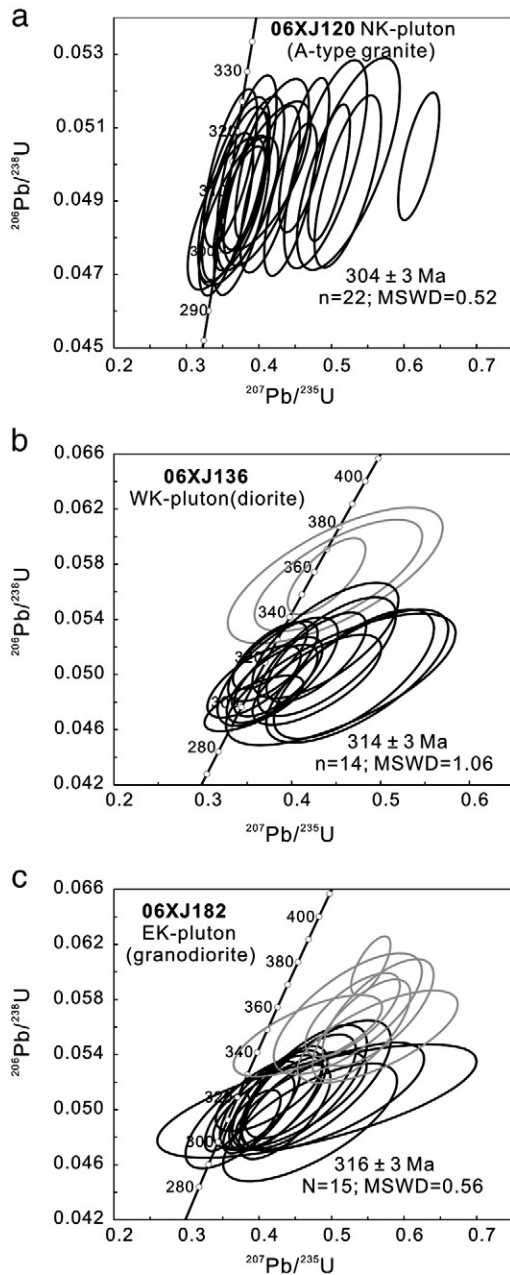 a
06XJ120 NK-pluton
(A-type granite)
0.053
0.051
0.049
0.047
0.045
²⁰⁶Pb/²³⁸U
330
320
300
290
304 ± 3 Ma
n=22; MSWD=0.52
0.2 0.3 0.4 0.5 0.6 0.7
²⁰⁷Pb/²³⁵U
b
06XJ136
WK-pluton(diorite)
0.066
0.062
0.058
0.054
0.050
0.046
0.042
²⁰⁶Pb/²³⁸U
400
380
360
340
280
314 ± 3 Ma
n=14; MSWD=1.06
0.2 0.3 0.4 0.5 0.6
²⁰⁷Pb/²³⁵U
c
06XJ182
EK-pluton
(granodiorite)
0.066
0.062
0.058
0.054
0.050
0.046
0.042
²⁰⁶Pb/²³⁸U
400
380
360
340
320
300
280
316 ± 3 Ma
N=15; MSWD=0.56
0.2 0.3 0.4 0.5 0.6 0.7
²⁰⁷Pb/²³⁵U